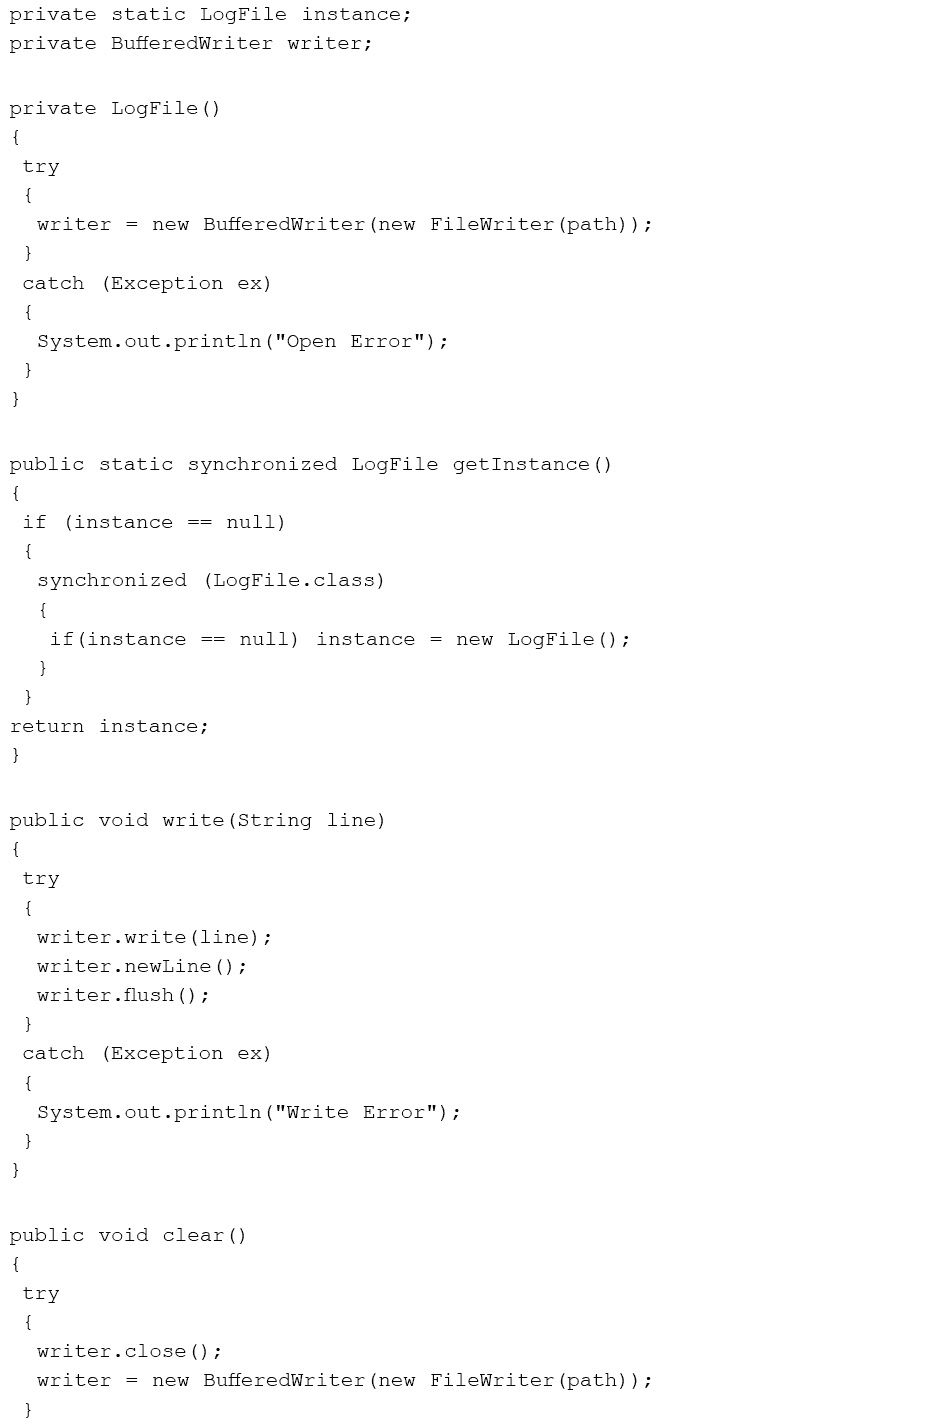 private static LogFile instance;
private BufferedWriter writer;
private LogFile()
{
try
{
writer = new BufferedWriter(new FileWriter(path));
}
catch (Exception ex)
{
System.out.println("Open Error");
}
}
public static synchronized LogFile getInstance()
{
if (instance == null)
{
synchronized (LogFile.class)
{
if(instance == null) instance = new LogFile();
}
}
return instance;
}
public void write(String line)
{
try
{
writer.write(line);
writer.newLine();
writer.flush();
}
catch (Exception ex)
{
System.out.println("Write Error");
}
}
public void clear()
{
try
{
writer.close();
writer = new BufferedWriter(new FileWriter(path));
}